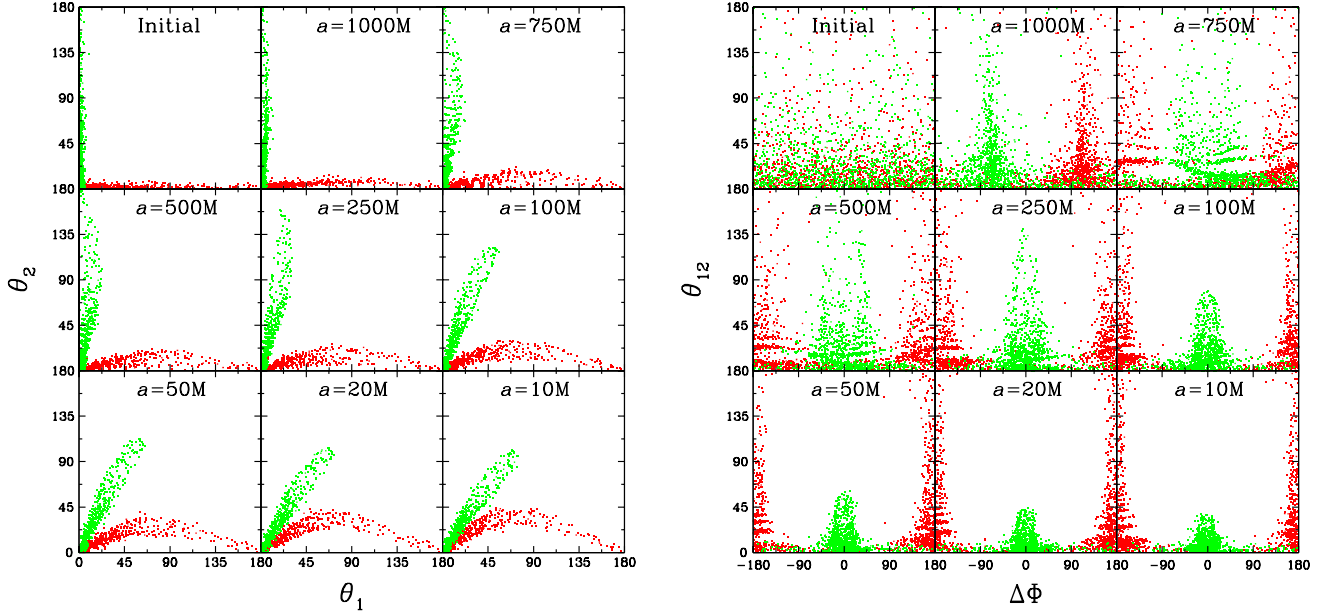 Initial a=1000M a=750M
a=500M a=250M a=100M
a=50M a=20M a=10M
180
135
90
45
180
135
90
45
180
135
90
45
0
0 45 90 135 180 45 90 135 180 45 90 135 180
θ₂
θ₁
Initial a=1000M a=750M
a=500M a=250M a=100M
a=50M a=20M a=10M
180
135
90
45
180
135
90
45
180
135
90
45
0
−180 −90 0 90 180 −90 0 90 180 −90 0 90 180
θ₁₂
ΔΦ